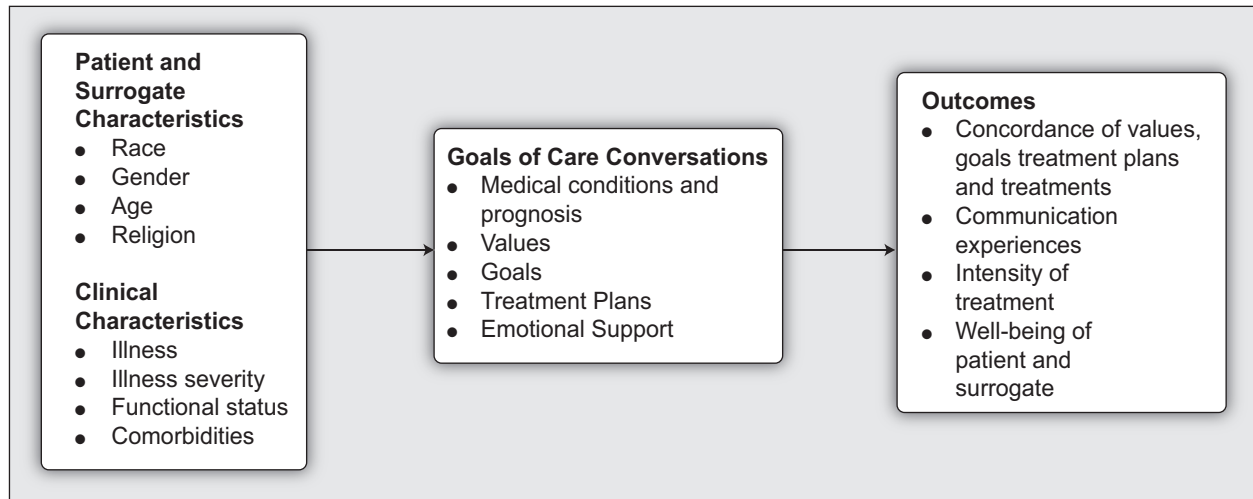 Patient and
Surrogate
Characteristics
● Race
● Gender
● Age
● Religion
Clinical
Characteristics
● Illness
● Illness severity
● Functional status
● Comorbidities
Goals of Care Conversations
● Medical conditions and
prognosis
● Values
● Goals
● Treatment Plans
● Emotional Support
Outcomes
● Concordance of values,
goals treatment plans
and treatments
● Communication
experiences
● Intensity of
treatment
● Well-being of
patient and
surrogate